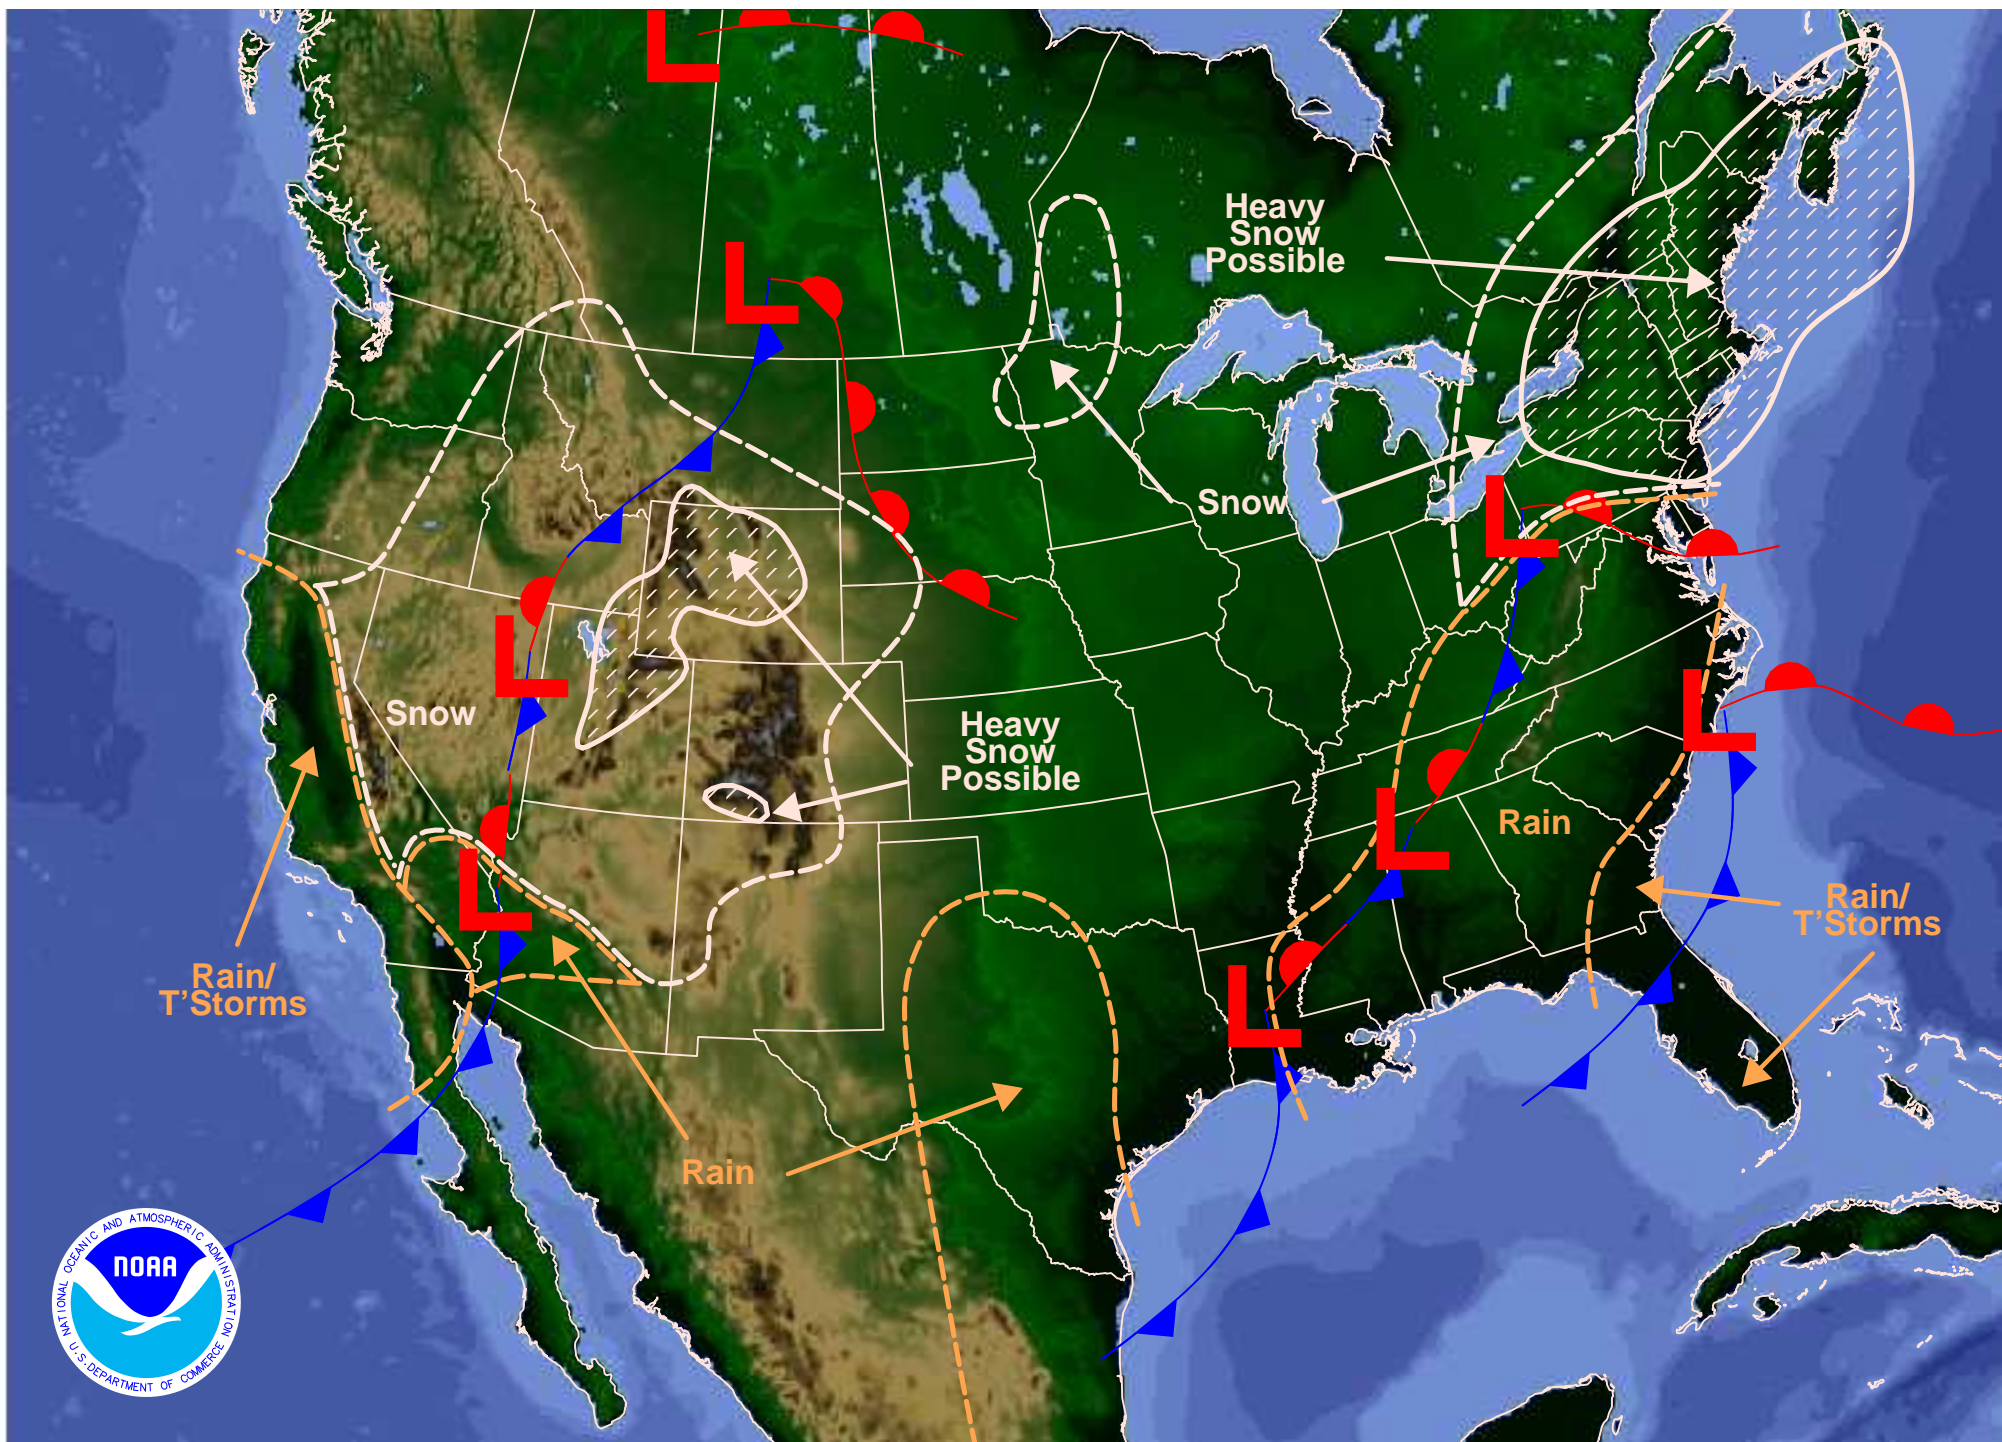 L
L
Heavy
Snow
Possible
Snow
L
L
L
Snow
Heavy
Snow
Possible
L
Rain
L
Rain/
T'Storms
Rain/
T'Storms
L
Rain
NATIONAL OCEANIC AND ATMOSPHERIC ADMINISTRATION
NOAA
U.S. DEPARTMENT OF COMMERCE